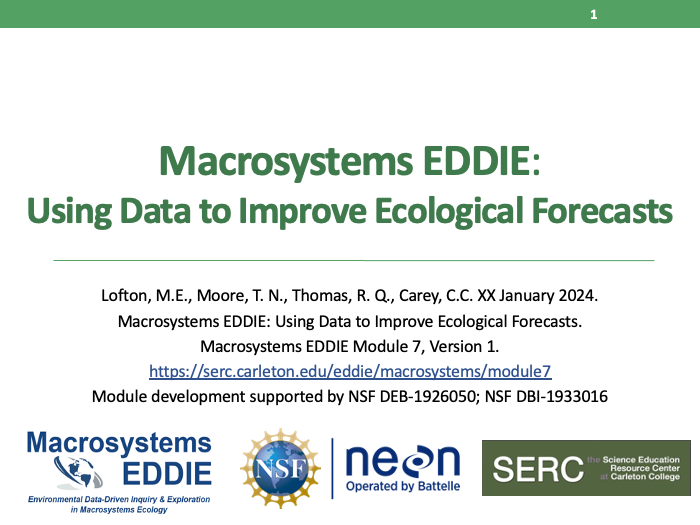 1
Macrosystems EDDIE:
Using Data to Improve Ecological Forecasts
Lofton, M.E., Moore, T. N., Thomas, R. Q., Carey, C.C. XX January 2024.
Macrosystems EDDIE: Using Data to Improve Ecological Forecasts.
Macrosystems EDDIE Module 7, Version 1.
https://serc.carleton.edu/eddie/macrosystems/module7
Module development supported by NSF DEB-1926050; NSF DBI-1933016
Macrosystems
EDDIE
Environmental Data-Driven Inquiry & Exploration
in Macrosystems Ecology
NSF
neon
Operated by Battelle
SERC
the Science Education
Resource Center
at Carleton College